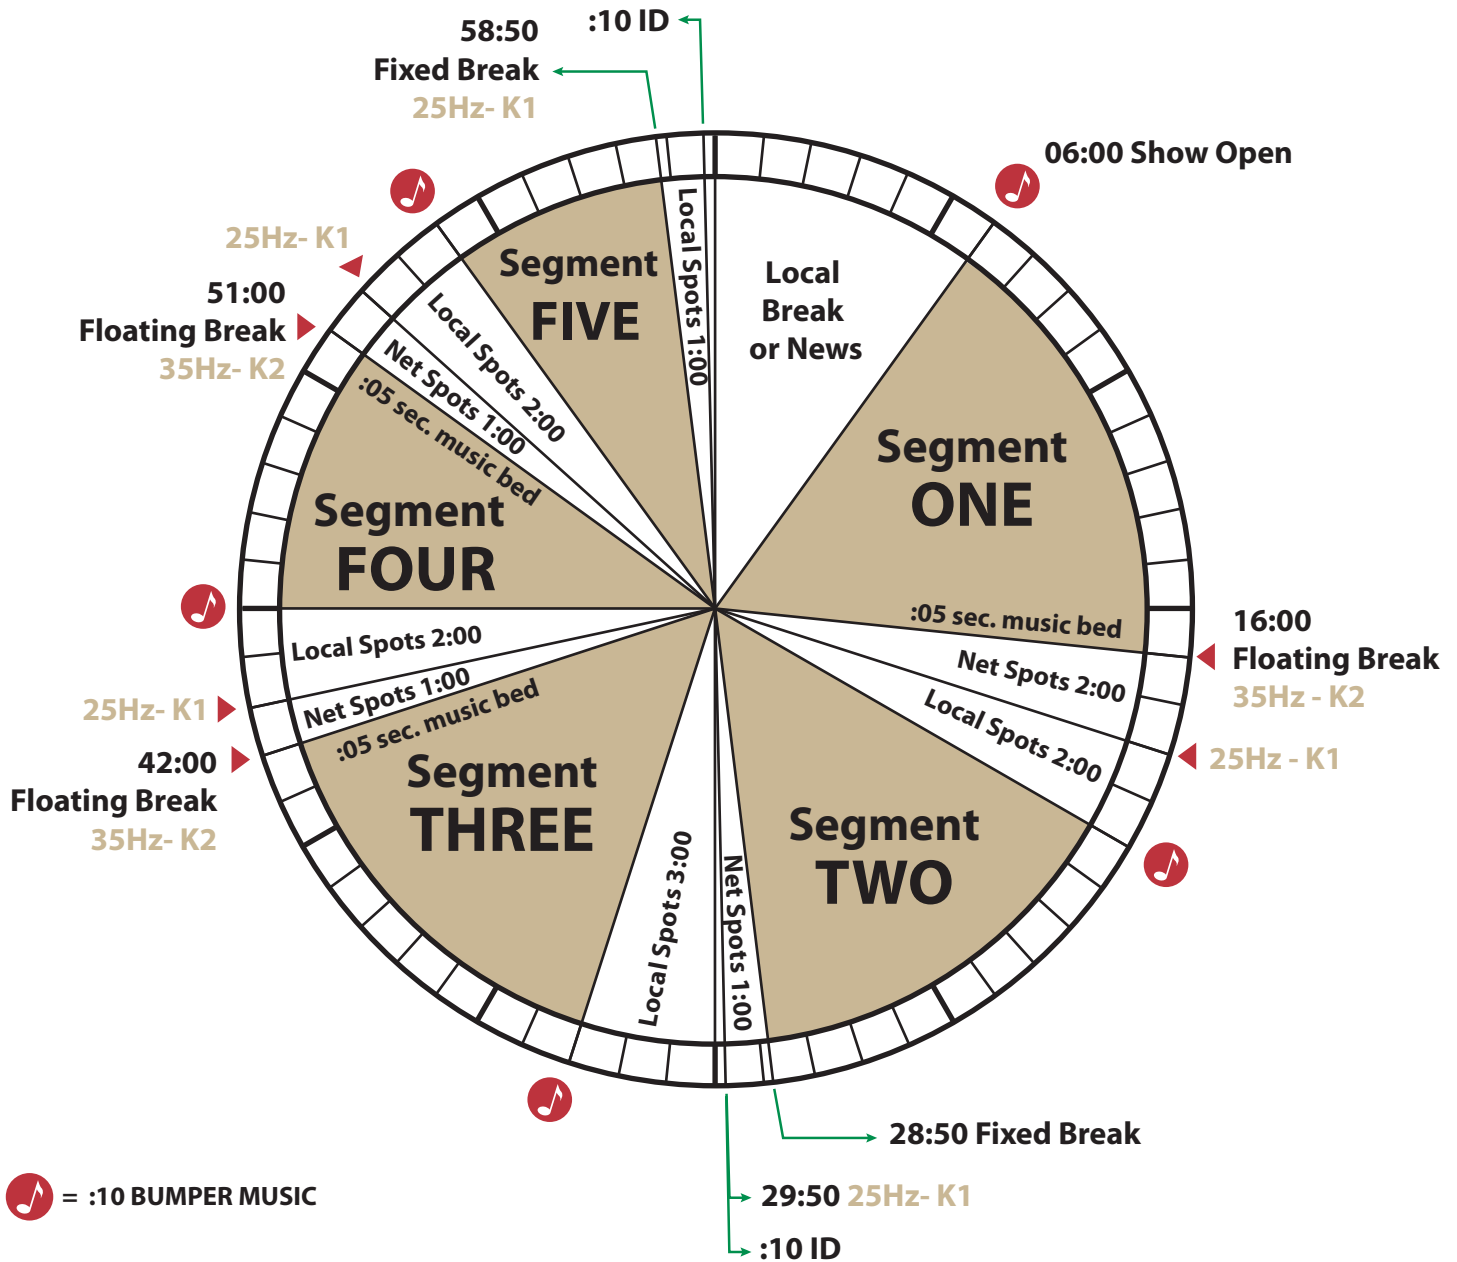 :10 ID
58:50
Fixed Break
25Hz- K1
06:00 Show Open
25Hz- K1
51:00
Floating Break
35Hz- K2
Local
Break
or News
Local Spots 1:00
Segment
FIVE
Local Spots 2:00
Net Spots 1:00
:05 sec. music bed
Segment
ONE
:05 sec. music bed
Segment
FOUR
16:00
Floating Break
35Hz - K2
Net Spots 2:00
25Hz - K1
Local Spots 2:00
Local Spots 2:00
25Hz- K1
Net Spots 1:00
:05 sec. music bed
42:00
Floating Break
35Hz- K2
Segment
THREE
Segment
TWO
Local Spots 3:00
Net Spots 1:00
28:50 Fixed Break
29:50 25Hz- K1
:10 ID
= :10 BUMPER MUSIC